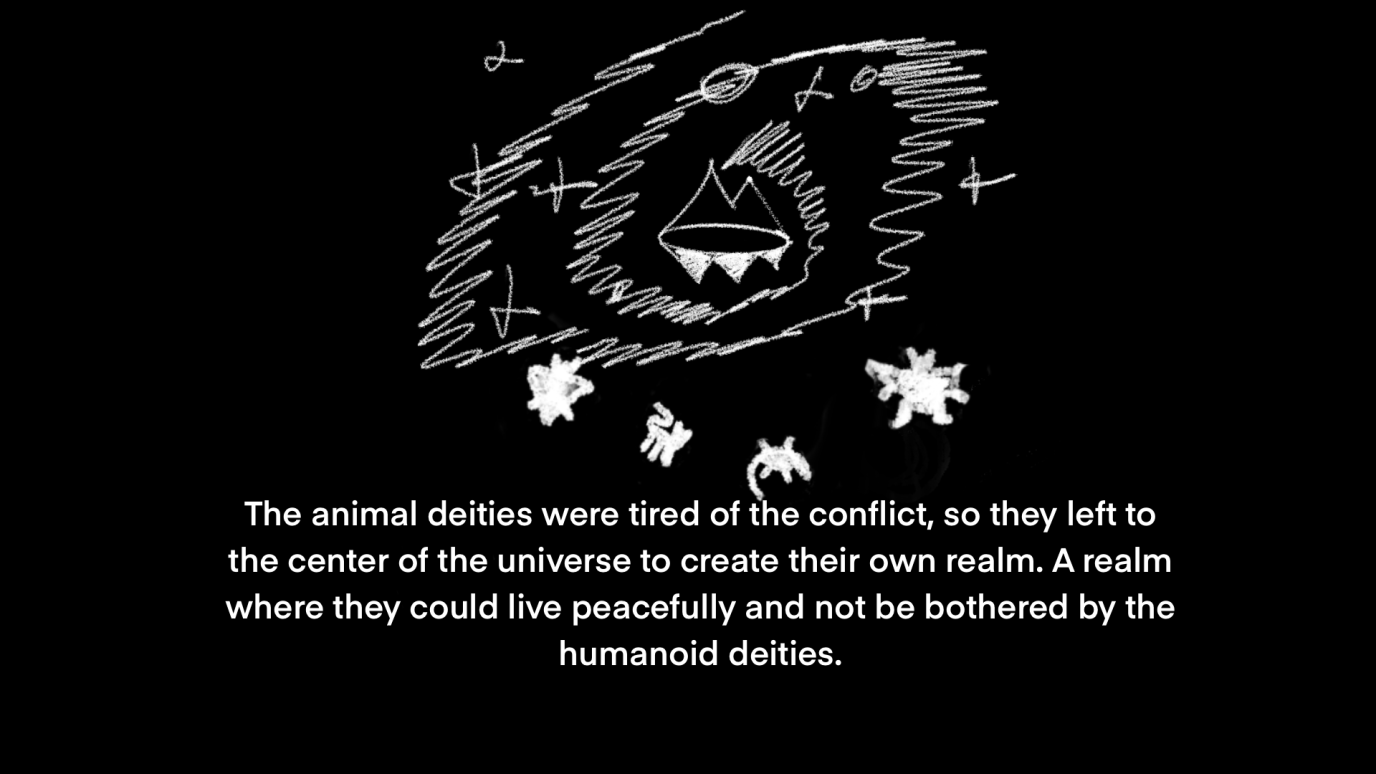 The animal deities were tired of the conflict, so they left to
the center of the universe to create their own realm. A realm
where they could live peacefully and not be bothered by the
humanoid deities.